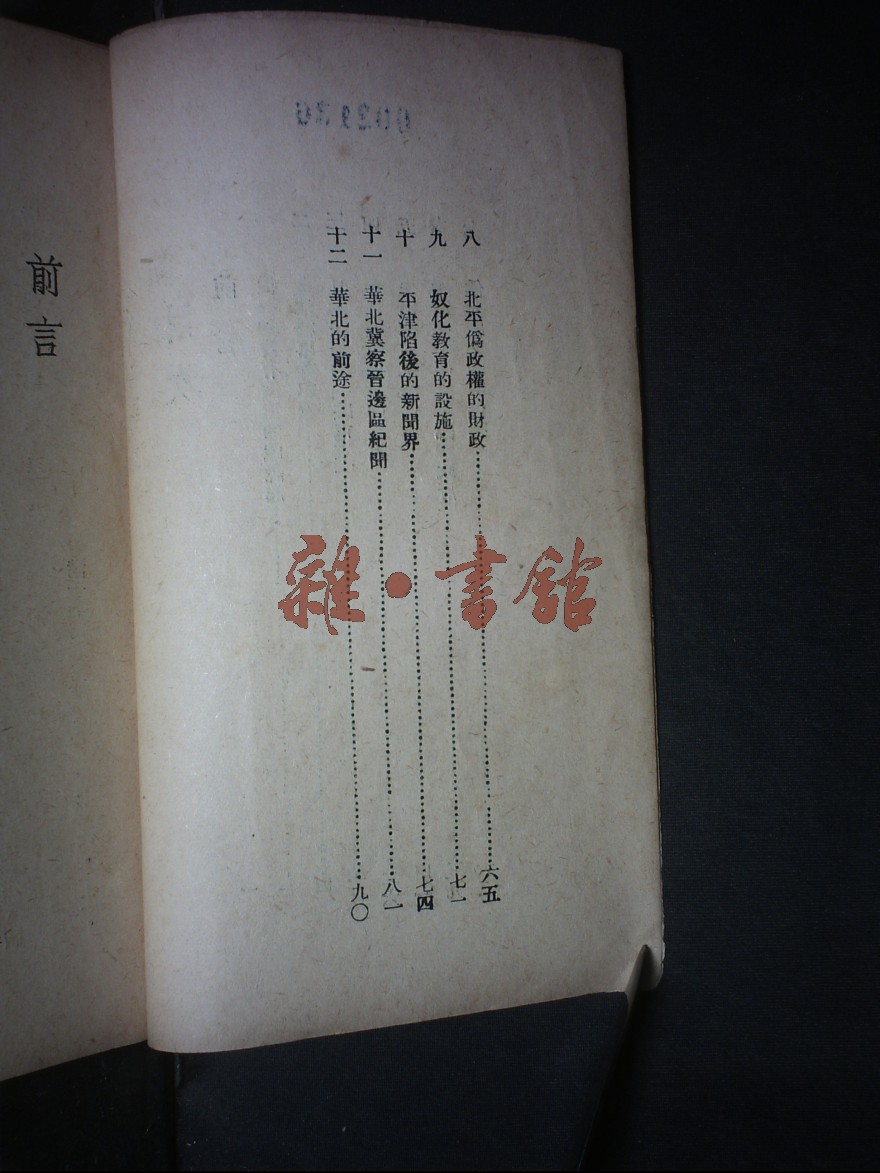 八　北平僞政權的財政………六五
九　奴化教育的設施………七一
十　平津陷後的新聞界………七四
十一　華北冀察晉邊區紀聞………八一
十二　華北的前途………九〇
前言
雜•書館